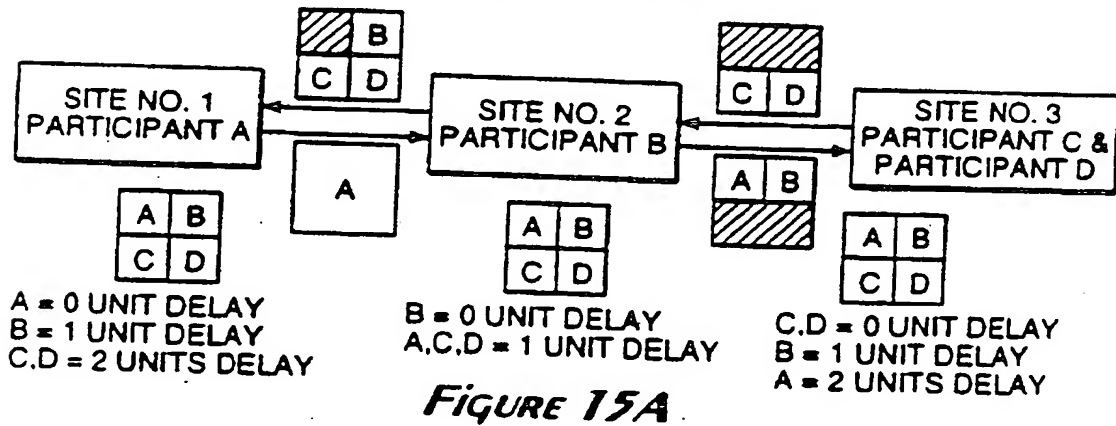 B
C D
SITE NO. 1
PARTICIPANT A
SITE NO. 2
PARTICIPANT B
C D
SITE NO. 3
PARTICIPANT C &
PARTICIPANT D
A
A B
A B
C D
A B
C D
A B
C D
A = 0 UNIT DELAY
B = 1 UNIT DELAY
C,D = 2 UNITS DELAY
B = 0 UNIT DELAY
A,C,D = 1 UNIT DELAY
C,D = 0 UNIT DELAY
B = 1 UNIT DELAY
A = 2 UNITS DELAY
FIGURE 15A